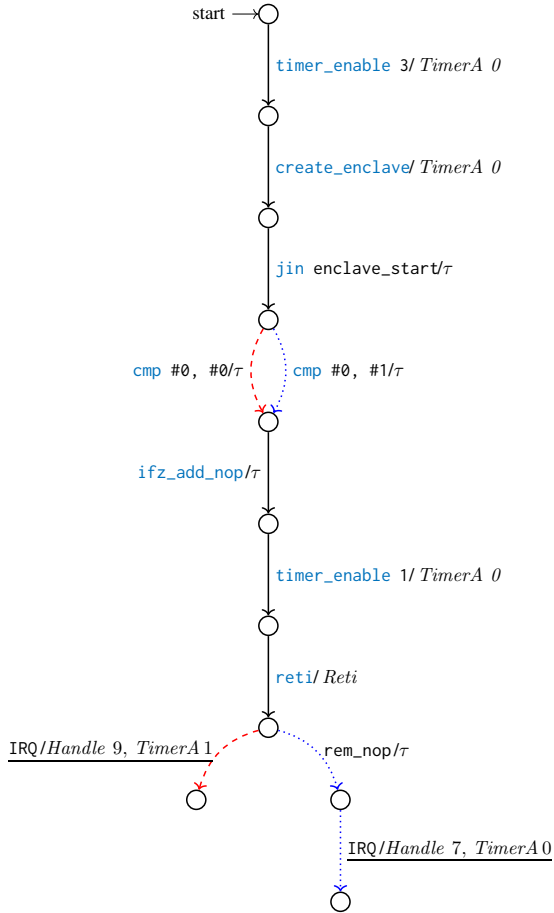 start
timer_enable 3/ TimerA 0
create_enclave/ TimerA 0
jin enclave_start/τ
cmp #0, #0/τ
cmp #0, #1/τ
ifz_add_nop/τ
timer_enable 1/ TimerA 0
reti/ Reti
IRQ/Handle 9, TimerA 1
rem_nop/τ
IRQ/Handle 7, TimerA 0